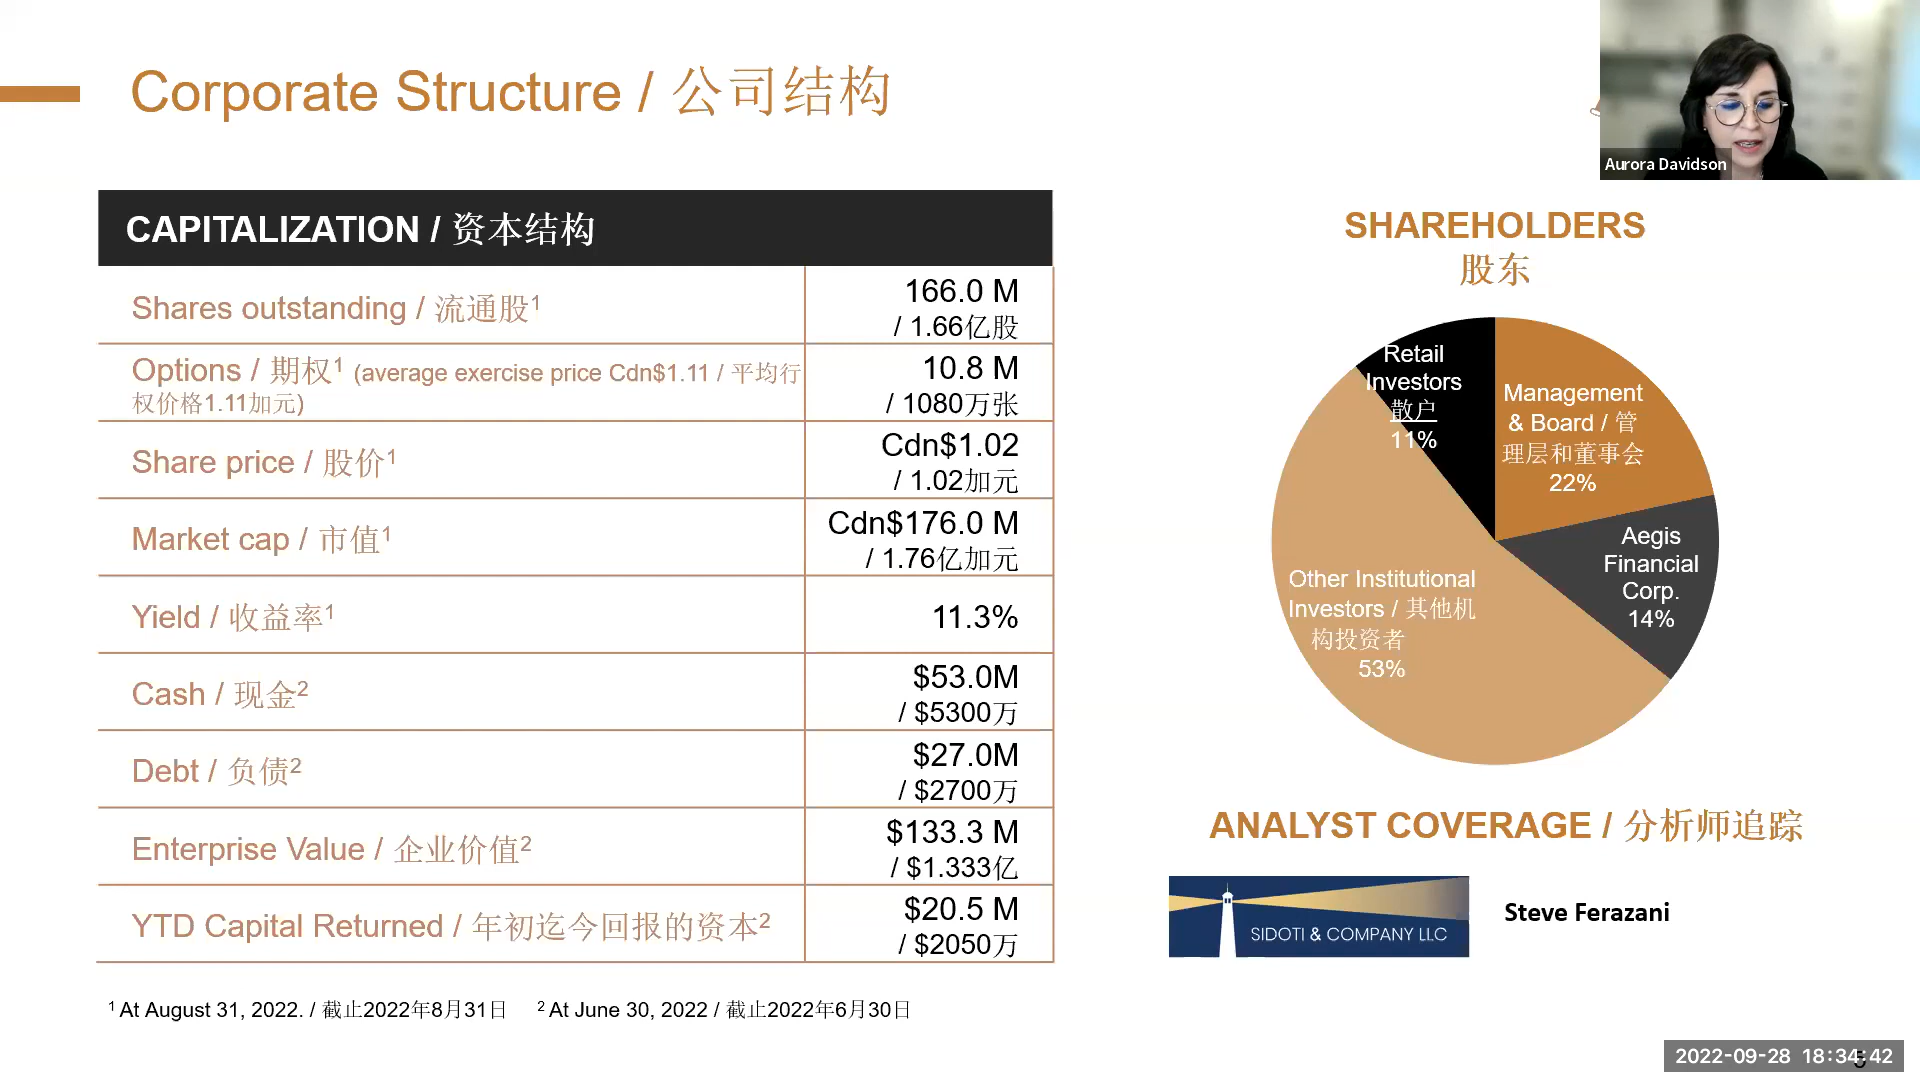 Corporate Structure / 公司结构
Aurora Davidson
CAPITALIZATION / 资本结构
Shares outstanding / 流通股¹
166.0 M
/ 1.66亿股
Options / 期权¹ (average exercise price Cdn$1.11 / 平均行
权价格1.11加元)
10.8 M
/ 1080万张
Share price / 股价¹
Cdn$1.02
/ 1.02加元
Market cap / 市值¹
Cdn$176.0 M
/ 1.76亿加元
Yield / 收益率¹
11.3%
Cash / 现金²
$53.0M
/ $5300万
Debt / 负债²
$27.0M
/ $2700万
Enterprise Value / 企业价值²
$133.3 M
/ $1.333亿
YTD Capital Returned / 年初迄今回报的资本²
$20.5 M
/ $2050万
¹ At August 31, 2022. / 截止2022年8月31日
² At June 30, 2022 / 截止2022年6月30日
SHAREHOLDERS
股东
Retail
Investors
散户
11%
Management
& Board / 管
理层和董事会
22%
Aegis
Financial
Corp.
14%
Other Institutional
Investors / 其他机
构投资者
53%
ANALYST COVERAGE / 分析师追踪
SIDOTI & COMPANY LLC
Steve Ferazani
2022-09-28 18:34:42
5